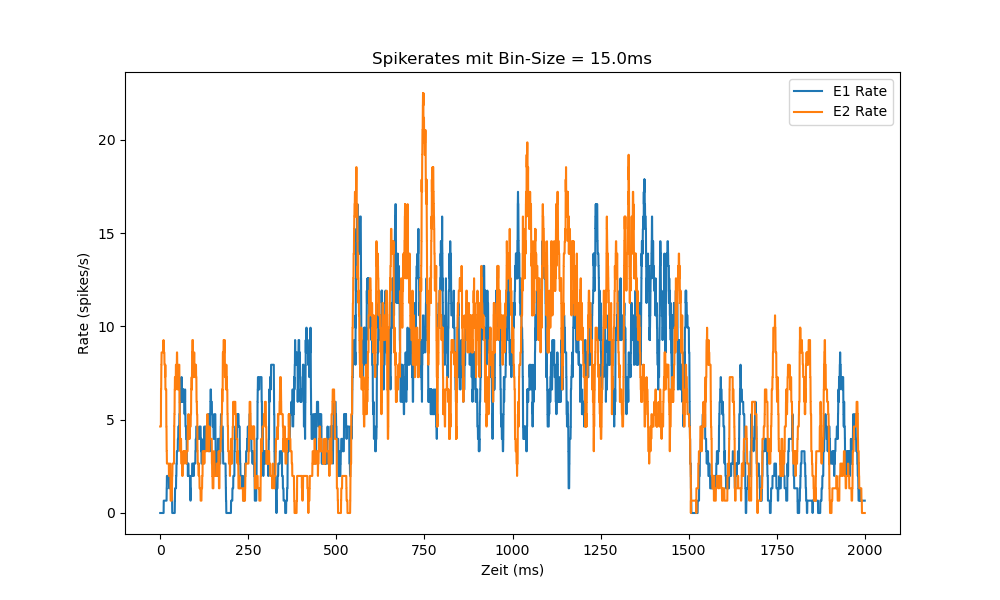 Spikerates mit Bin-Size = 15.0ms
E1 Rate
E2 Rate
Rate (spikes/s)
20
15
10
5
0
0 250 500 750 1000 1250 1500 1750 2000
Zeit (ms)